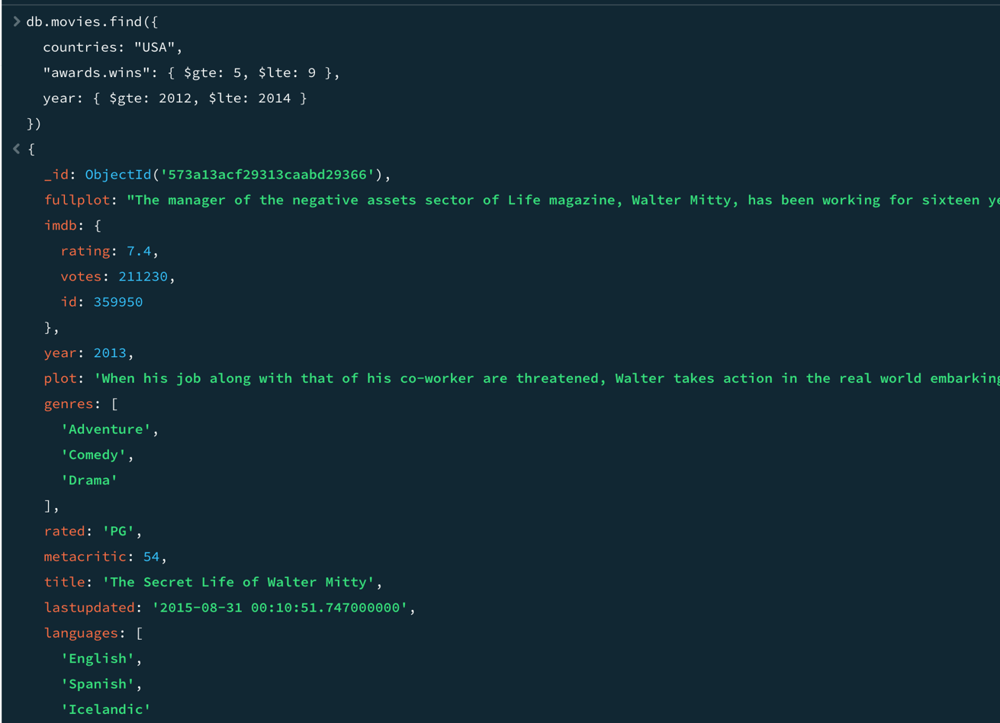 > db.movies.find({
countries: "USA",
"awards.wins": { $gte: 5, $lte: 9 },
year: { $gte: 2012, $lte: 2014 }
})
< {
_id: ObjectId('573a13acf29313caabd29366'),
fullplot: "The manager of the negative assets sector of Life magazine, Walter Mitty, has been working for sixteen
imdb: {
rating: 7.4,
votes: 211230,
id: 359950
},
year: 2013,
plot: 'When his job along with that of his co-worker are threatened, Walter takes action in the real world embarking
genres: [
'Adventure',
'Comedy',
'Drama'
],
rated: 'PG',
metacritic: 54,
title: 'The Secret Life of Walter Mitty',
lastupdated: '2015-08-31 00:10:51.747000000',
languages: [
'English',
'Spanish',
'Icelandic'